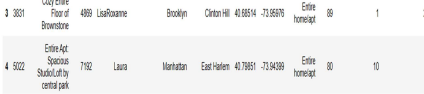 Cozy Entire
3 3831 Floor of 4869 LisaRoxanne Brooklyn Clinton Hill 40.68514 -73.95976 Entire 89 1
Brownstone home/apt
Entire Apt:
Spacious
4 5022 Studio/Loft by 7192 Laura Manhattan East Harlem 40.79851 -73.94399 Entire 80 10
central park home/apt